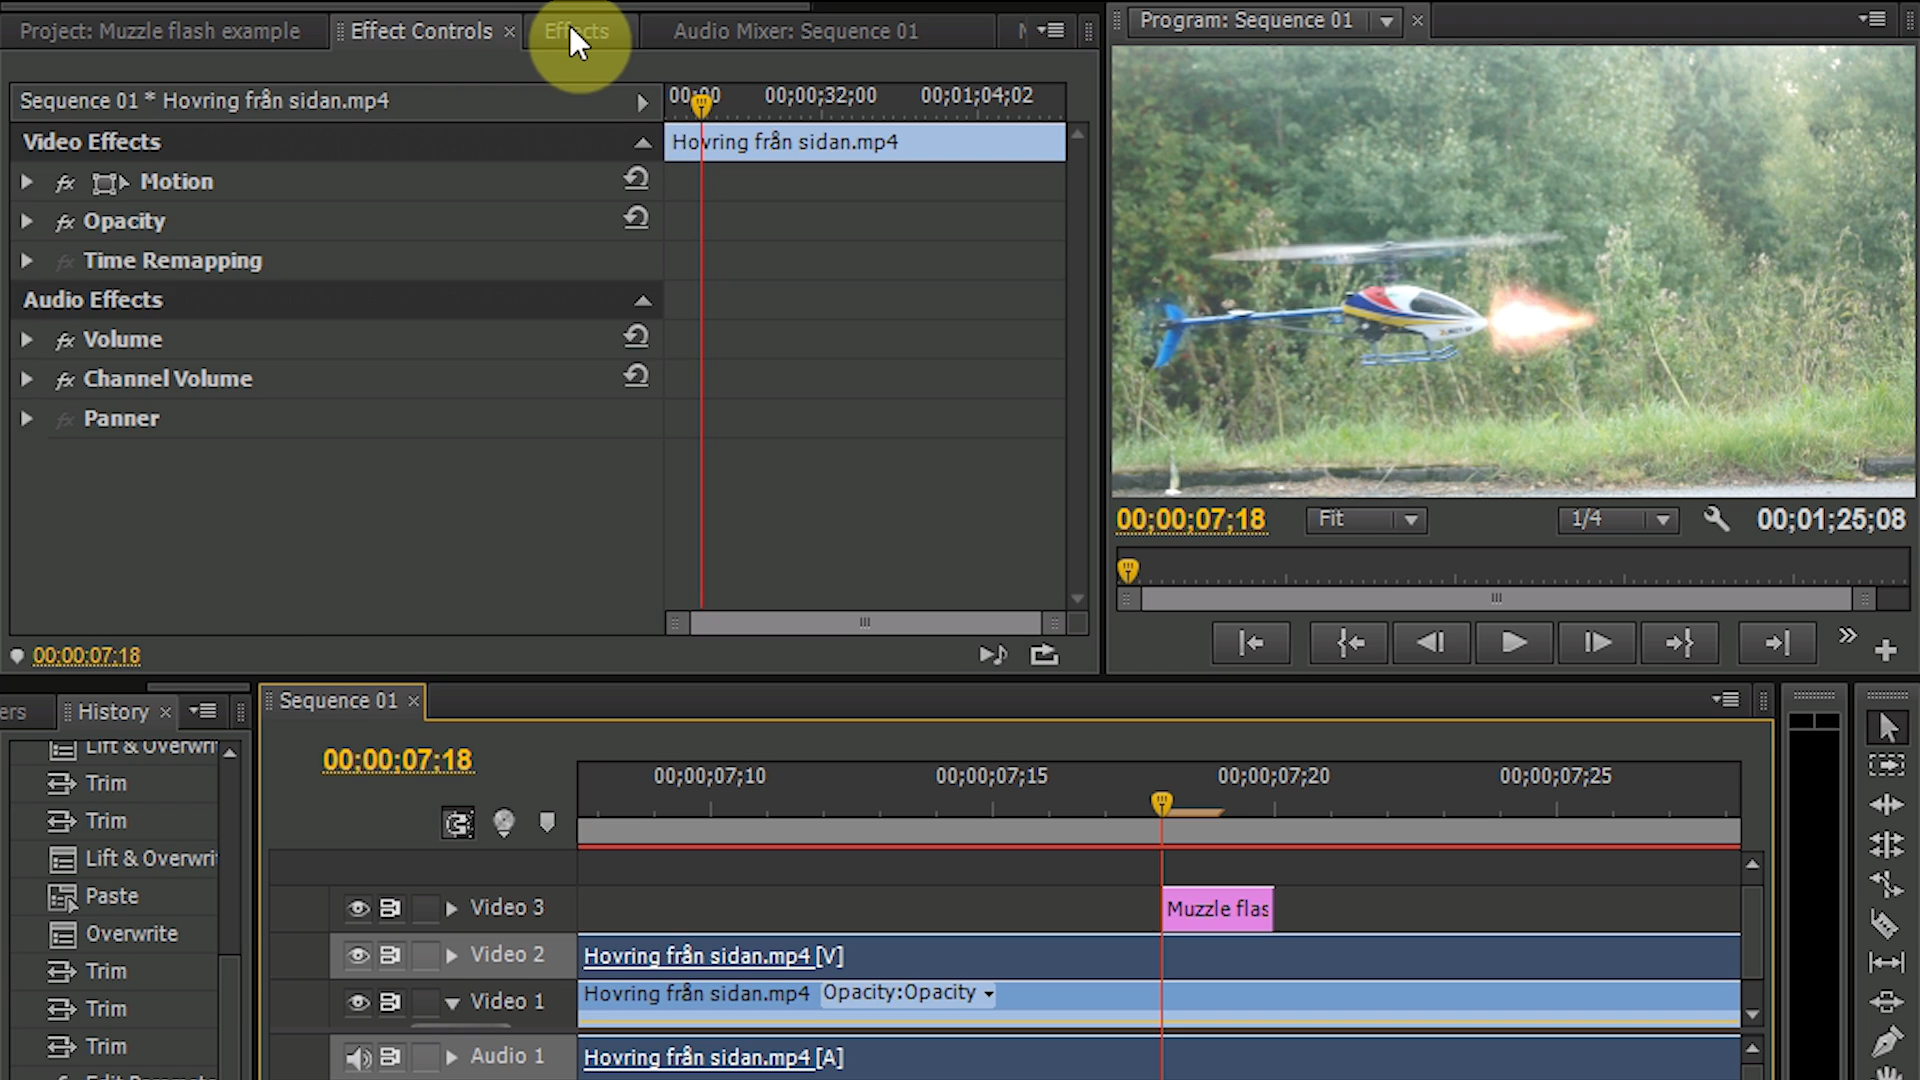 Project: Muzzle flash example
Effect Controls ×
Effects
Audio Mixer: Sequence 01
Sequence 01 * Hovring från sidan.mp4
00;00
00;00;32;00
00;01;04;02
Video Effects
Hovring från sidan.mp4
fx Motion
fx Opacity
fx Time Remapping
Audio Effects
fx Volume
fx Channel Volume
fx Panner
00;00;07;18
Program: Sequence 01 ×
00;00;07;18
Fit
1/4
00;01;25;08
ers
History ×
Lift & Overwri
Trim
Trim
Lift & Overwri
Paste
Overwrite
Trim
Trim
Trim
Sequence 01 ×
00;00;07;18
00;00;07;10
00;00;07;15
00;00;07;20
00;00;07;25
Video 3
Muzzle flas
Video 2
Hovring från sidan.mp4 [V]
Video 1
Hovring från sidan.mp4 Opacity:Opacity
Audio 1
Hovring från sidan.mp4 [A]